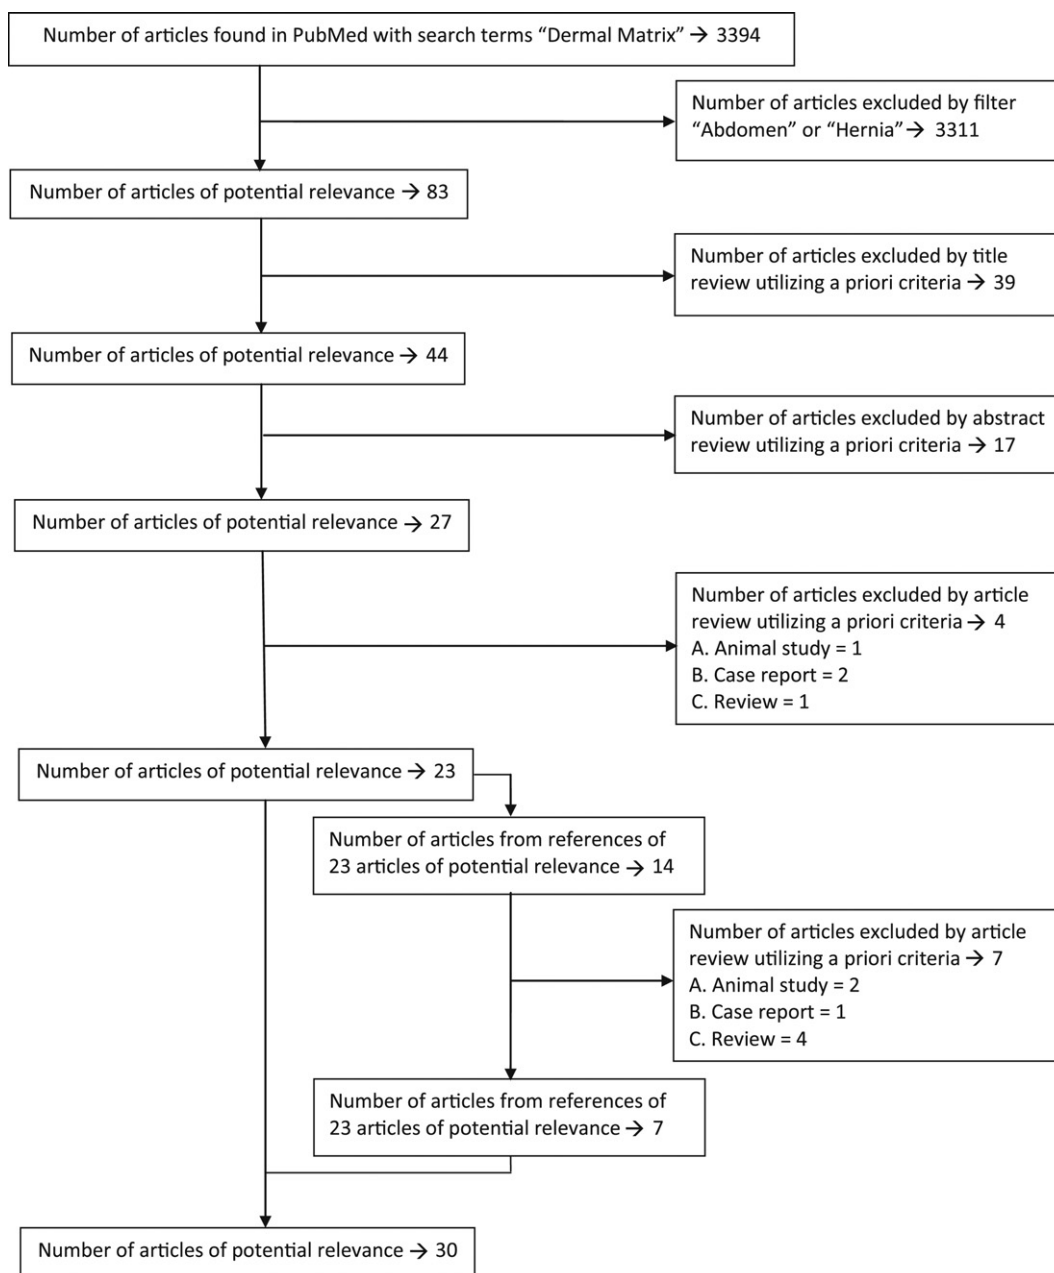 Number of articles found in PubMed with search terms “Dermal Matrix” → 3394
Number of articles excluded by filter
“Abdomen” or “Hernia” → 3311
Number of articles of potential relevance → 83
Number of articles excluded by title
review utilizing a priori criteria → 39
Number of articles of potential relevance → 44
Number of articles excluded by abstract
review utilizing a priori criteria → 17
Number of articles of potential relevance → 27
Number of articles excluded by article
review utilizing a priori criteria → 4
A. Animal study = 1
B. Case report = 2
C. Review = 1
Number of articles of potential relevance → 23
Number of articles from references of
23 articles of potential relevance → 14
Number of articles excluded by article
review utilizing a priori criteria → 7
A. Animal study = 2
B. Case report = 1
C. Review = 4
Number of articles from references of
23 articles of potential relevance → 7
Number of articles of potential relevance → 30